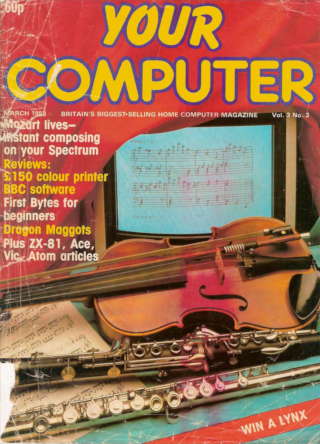 60p
YOUR
COMPUTER
MARCH 1983 BRITAIN'S BIGGEST-SELLING HOME COMPUTER MAGAZINE Vol. 3 No. 3
Mozart lives—
instant composing
on your Spectrum
Reviews:
£150 colour printer
BBC software
First Bytes for
beginners
Dragon Maggots
Plus ZX-81, Ace,
Vic, Atom articles
WIN A LYNX